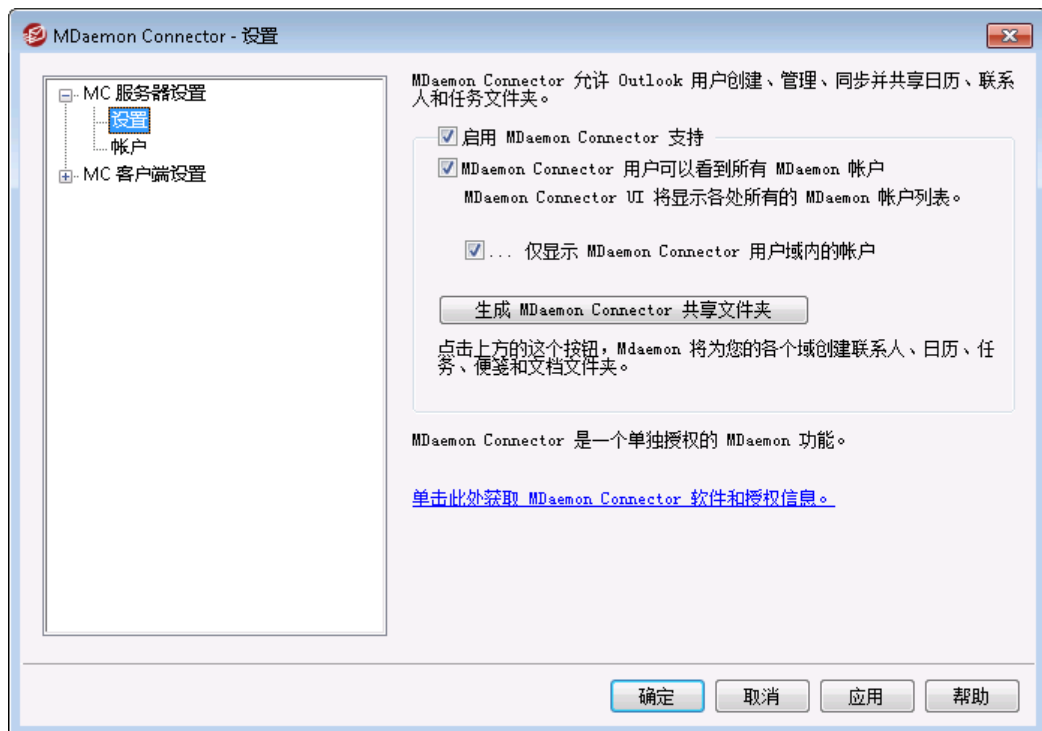 MDaemon Connector - 设置
MC 服务器设置
设置
帐户
MC 客户端设置
MDaemon Connector 允许 Outlook 用户创建、管理、同步并共享日历、联系
人和任务文件夹。
启用 MDaemon Connector 支持
MDaemon Connector 用户可以看到所有 MDaemon 帐户
MDaemon Connector UI 将显示各处所有的 MDaemon 帐户列表。
... 仅显示 MDaemon Connector 用户域内的帐户
生成 MDaemon Connector 共享文件夹
点击上方的这个按钮，Mdaemon 将为您的各个域创建联系人、日历、任
务、便笺和文档文件夹。
MDaemon Connector 是一个单独授权的 MDaemon 功能。
单击此处获取 MDaemon Connector 软件和授权信息。
确定
取消
应用
帮助